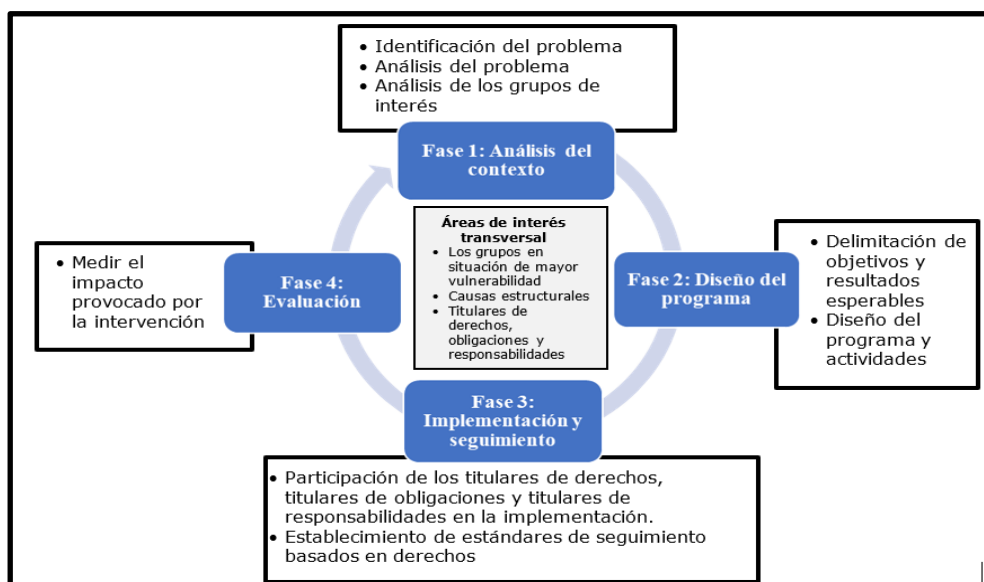 • Identificación del problema
• Análisis del problema
• Análisis de los grupos de
interés
Fase 1: Análisis del
contexto
Áreas de interés
transversal
• Los grupos en
situación de mayor
vulnerabilidad
• Causas estructurales
• Titulares de
derechos,
obligaciones y
responsabilidades
Fase 2: Diseño del
programa
• Delimitación de
objetivos y
resultados
esperables
• Diseño del
programa y
actividades
Fase 3:
Implementación y
seguimiento
• Participación de los titulares de derechos,
titulares de obligaciones y titulares de
responsabilidades en la implementación.
• Establecimiento de estándares de seguimiento
basados en derechos
Fase 4:
Evaluación
• Medir el
impacto
provocado por
la intervención